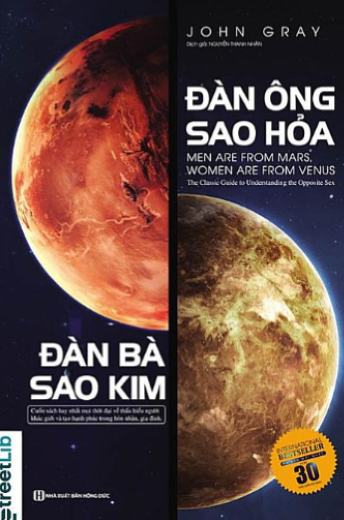 JOHN GRAY
Dịch giả: NGUYỄN THÀNH NHÂN
ĐÀN ÔNG
SAO HỎA
MEN ARE FROM MARS,
WOMEN ARE FROM VENUS
The Classic Guide to Understanding the Opposite Sex
ĐÀN BÀ
SAO KIM
Cuốn sách hay nhất mọi thời đại về thấu hiểu người
khác giới và tạo hạnh phúc trong hôn nhân, gia đình.
NHÀ XUẤT BẢN HỒNG ĐỨC
INTERNATIONAL
BESTSELLER
30
streetLib